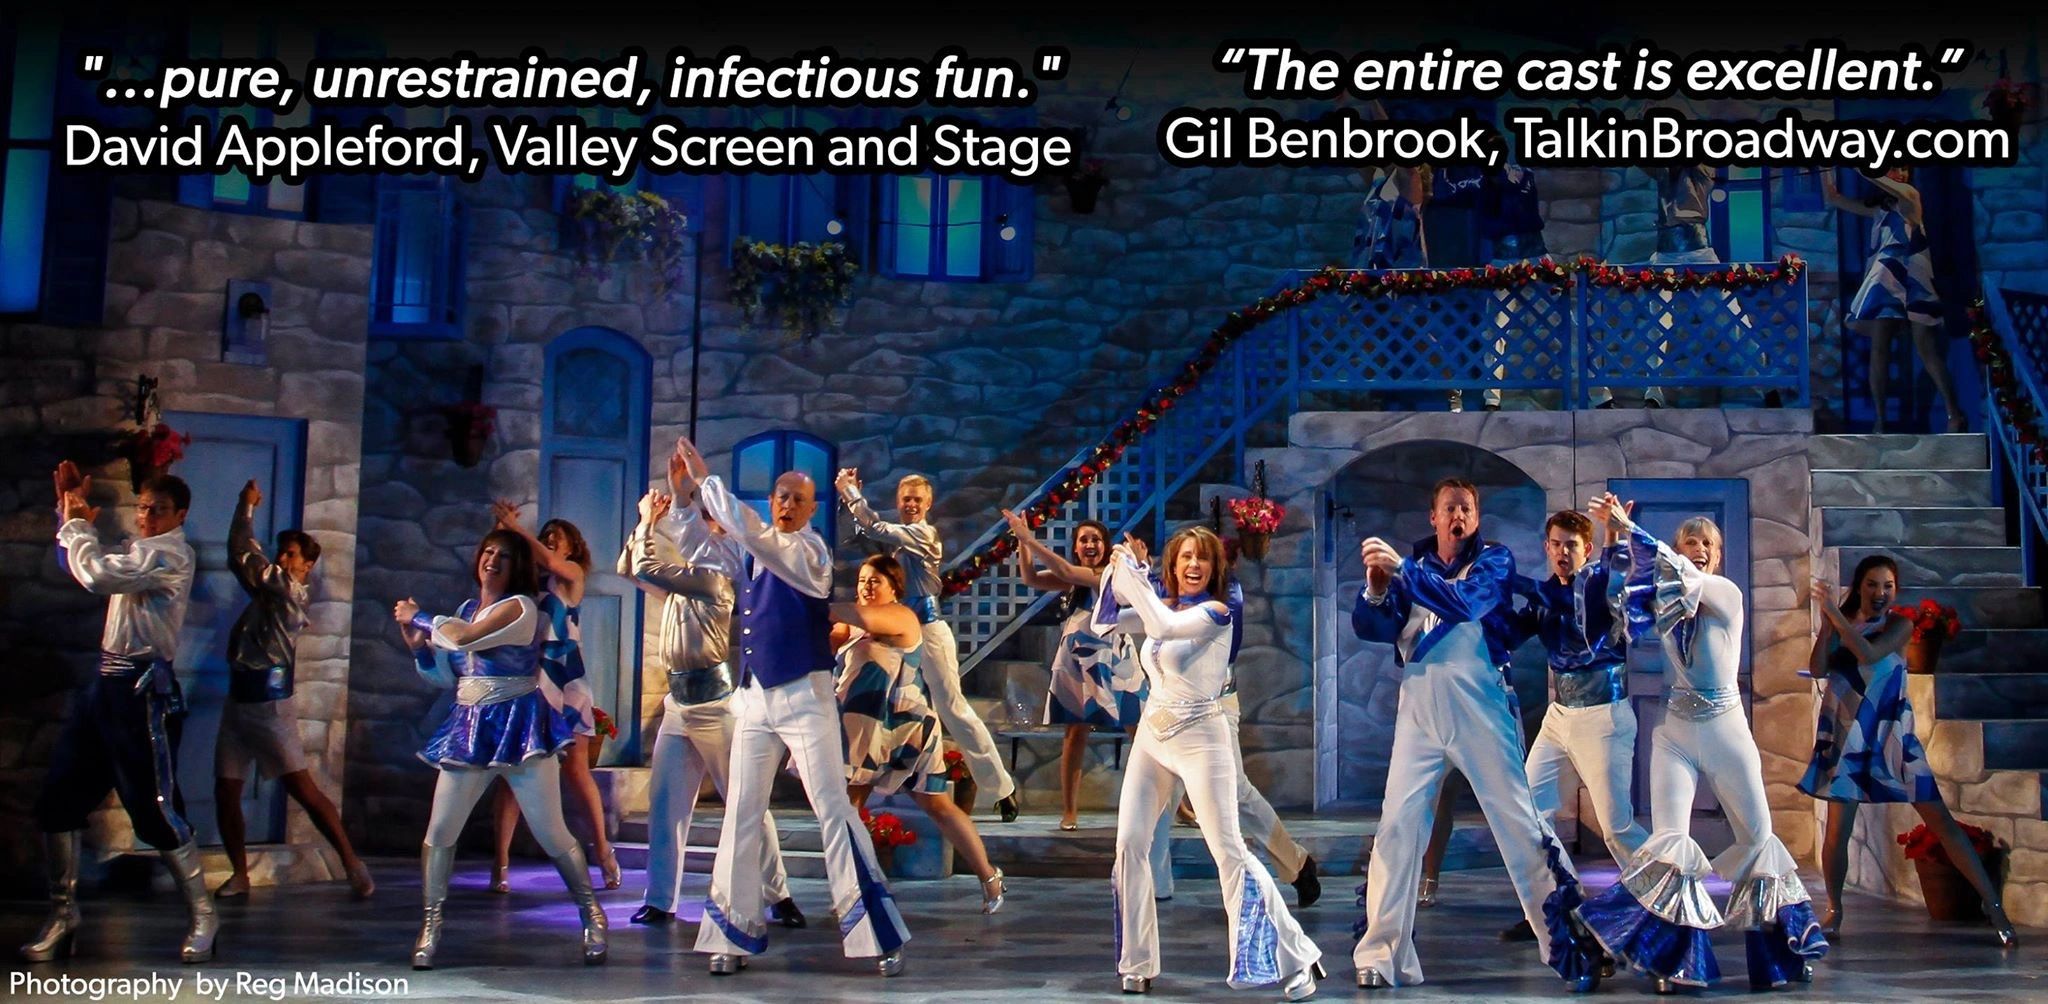 "...pure, unrestrained, infectious fun."
David Appleford, Valley Screen and Stage
“The entire cast is excellent.”
Gil Benbrook, TalkinBroadway.com
Photography by Reg Madison